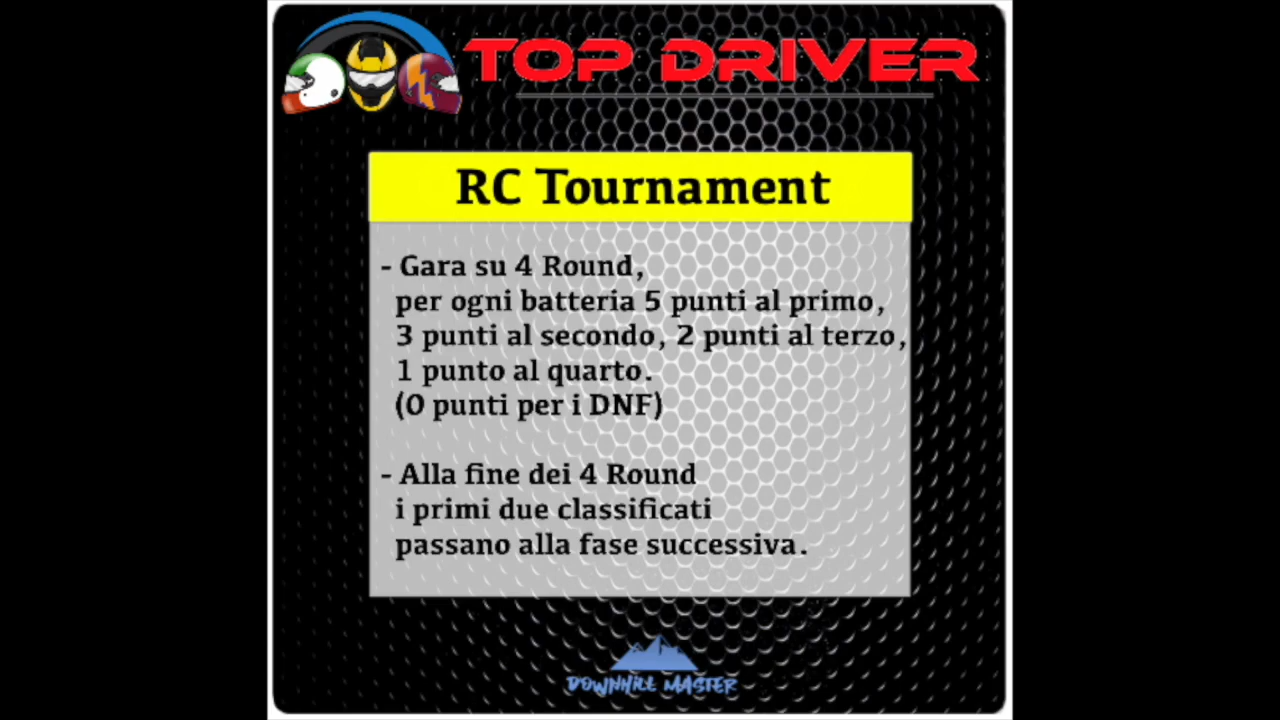 TOP DRIVER
RC Tournament
- Gara su 4 Round,
per ogni batteria 5 punti al primo,
3 punti al secondo, 2 punti al terzo,
1 punto al quarto.
(0 punti per i DNF)
- Alla fine dei 4 Round
i primi due classificati
passano alla fase successiva.
DOWNHILL MASTER